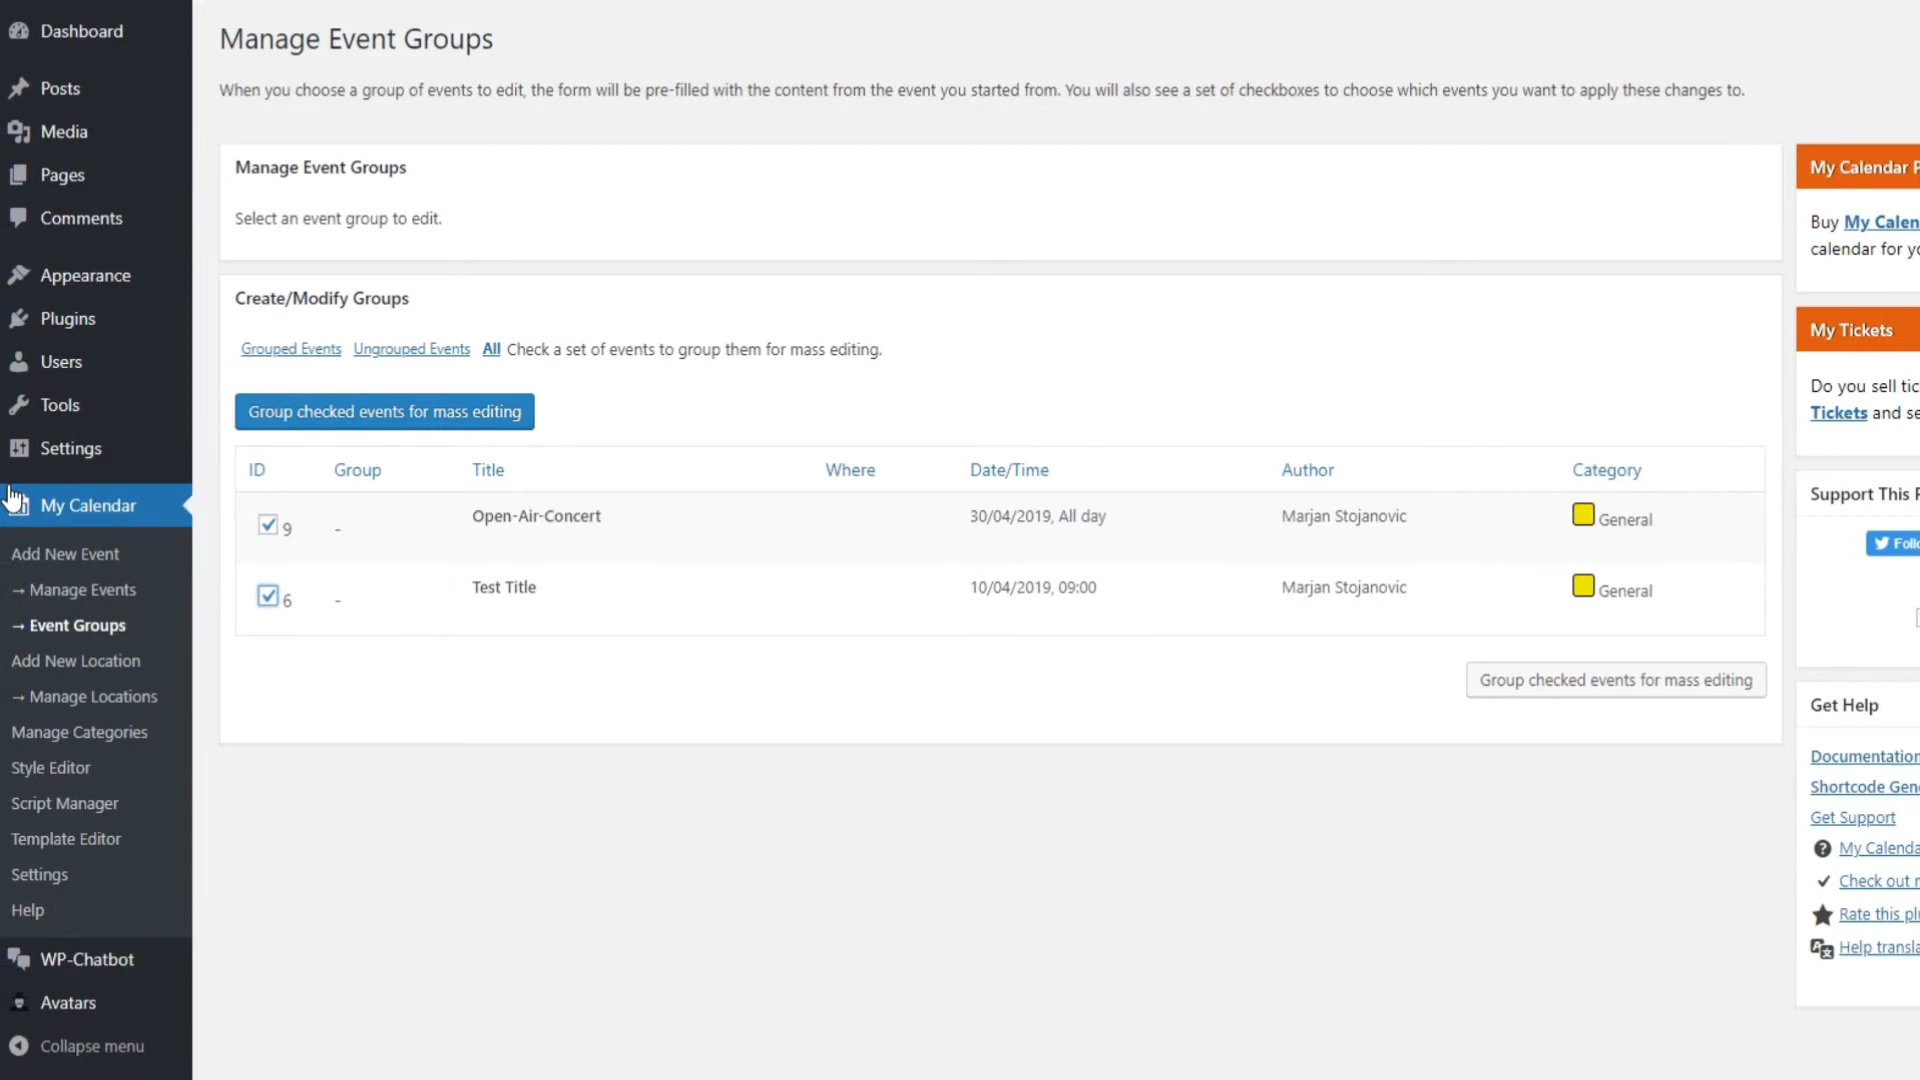 Dashboard
Posts
Media
Pages
Comments
Appearance
Plugins
Users
Tools
Settings
My Calendar
Add New Event
→ Manage Events
→ Event Groups
Add New Location
→ Manage Locations
Manage Categories
Style Editor
Script Manager
Template Editor
Settings
Help
WP-Chatbot
Avatars
Collapse menu
Manage Event Groups
When you choose a group of events to edit, the form will be pre-filled with the content from the event you started from. You will also see a set of checkboxes to choose which events you want to apply these changes to.
Manage Event Groups
Select an event group to edit.
Create/Modify Groups
Grouped Events Ungrouped Events All Check a set of events to group them for mass editing.
Group checked events for mass editing
ID Group Title Where Date/Time Author Category
9 - Open-Air-Concert 30/04/2019, All day Marjan Stojanovic General
6 - Test Title 10/04/2019, 09:00 Marjan Stojanovic General
Group checked events for mass editing
My Calendar P
Buy My Calen
calendar for yo
My Tickets
Do you sell tic
Tickets and se
Support This P
Follo
Get Help
Documentation
Shortcode Gene
Get Support
My Calenda
Check out
Rate this plu
Help transla